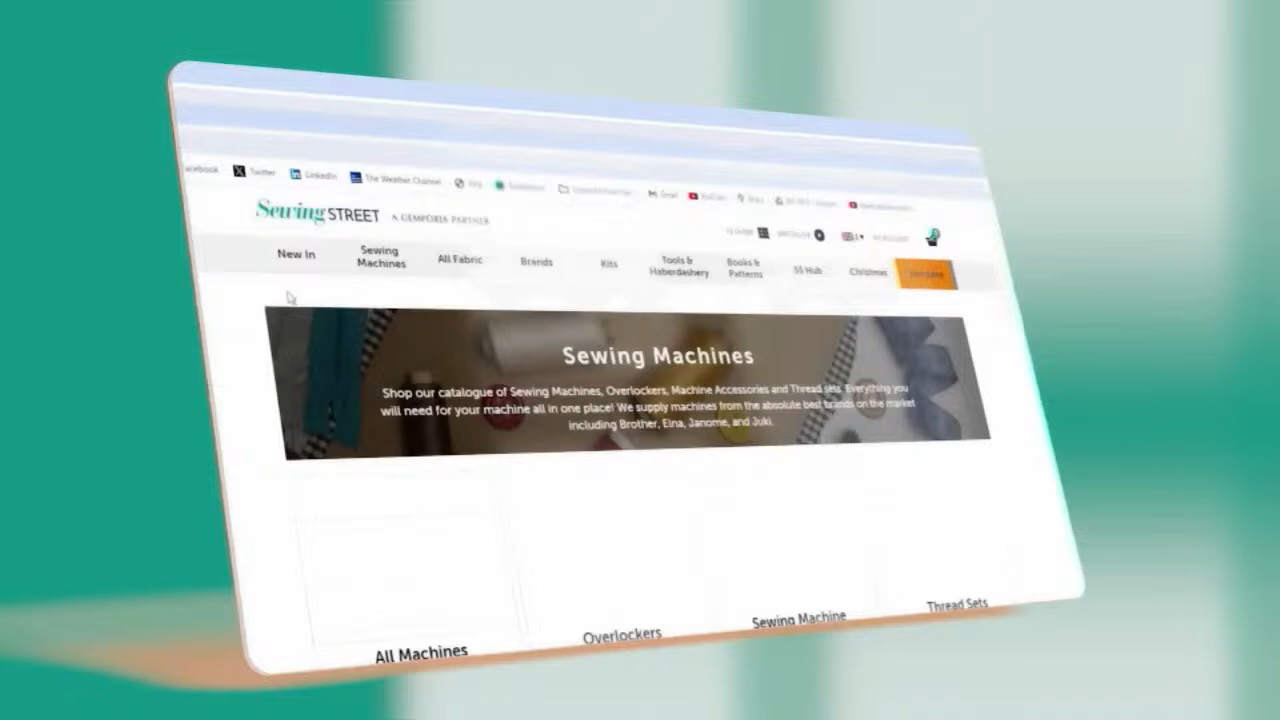 acebook Twitter LinkedIn The Weather Channel Gmail YouTube
Sewing STREET A GEMPORIA PARTNER
New In Sewing Machines All Fabric Brands Kits Tools & Haberdashery Books & Patterns SS Hub Christmas
Sewing Machines
Shop our catalogue of Sewing Machines, Overlockers, Machine Accessories and Thread sets. Everything you
will need for your machine all in one place! We supply machines from the absolute best brands on the market
including Brother, Elna, Janome, and Juki.
All Machines Overlockers Sewing Machine Thread Sets